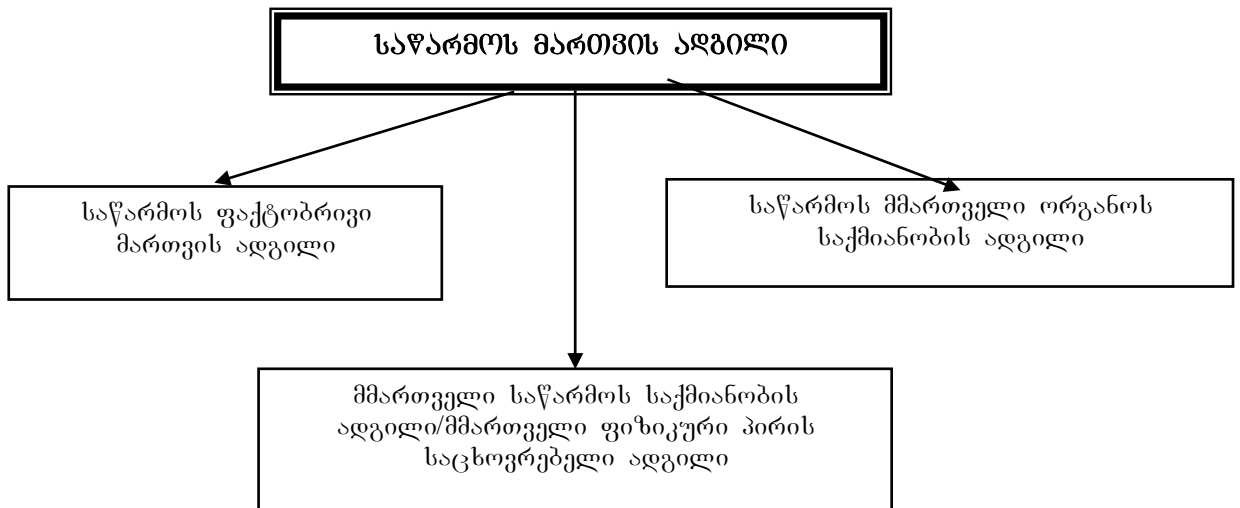 საწარმოს მართვის ადგილი
საწარმოს ფაქტობრივი
მართვის ადგილი
საწარმოს მმართველი ორგანოს
საქმიანობის ადგილი
მმართველი საწარმოს საქმიანობის
ადგილი/მმართველი ფიზიკური პირის
საცხოვრებელი ადგილი